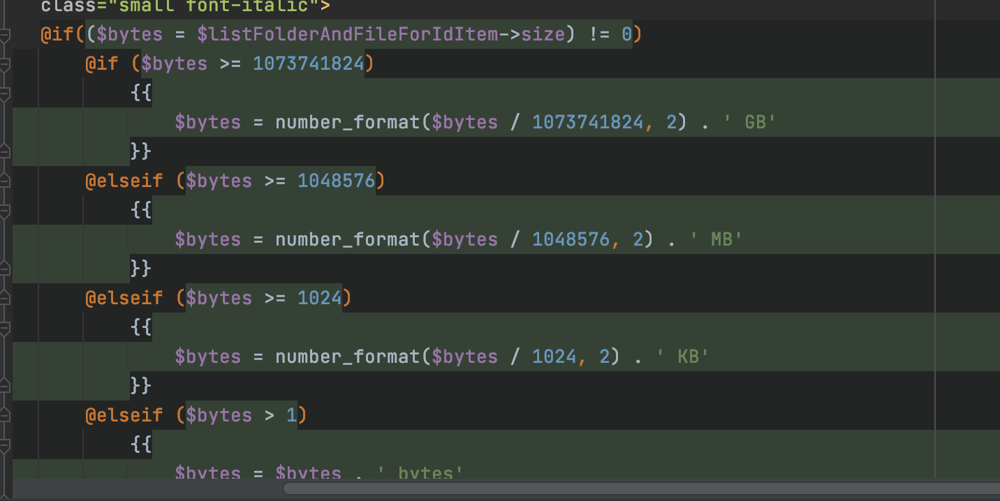 class="small font-italic">
@if(($bytes = $listFolderAndFileForIdItem->size) != 0)
@if ($bytes >= 1073741824)
{{
$bytes = number_format($bytes / 1073741824, 2) . ' GB'
}}
@elseif ($bytes >= 1048576)
{{
$bytes = number_format($bytes / 1048576, 2) . ' MB'
}}
@elseif ($bytes >= 1024)
{{
$bytes = number_format($bytes / 1024, 2) . ' KB'
}}
@elseif ($bytes > 1)
{{
$bytes = $bytes . ' bytes'